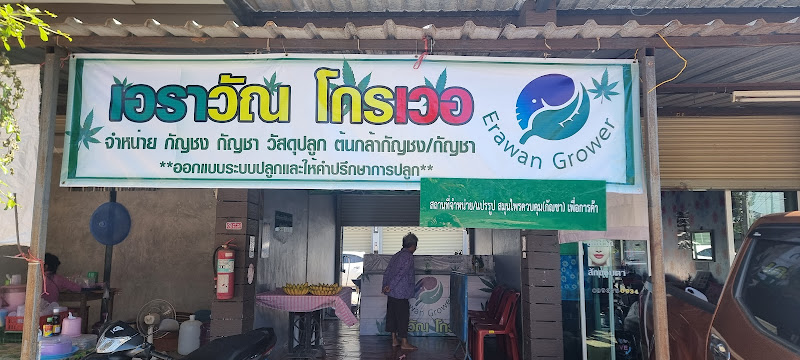 เอราวัณ โกรเวอ
จำหน่าย กัญชง กัญชา วัสดุปลูก ต้นกล้ากัญชง/กัญชา
**ออกแบบระบบปลูกและให้คำปรึกษาการปลูก**
Erawan Grower
สถานที่จำหน่าย/แปรรูป สมุนไพรควบคุม(กัญชา) เพื่อการค้า
Erawan Grower